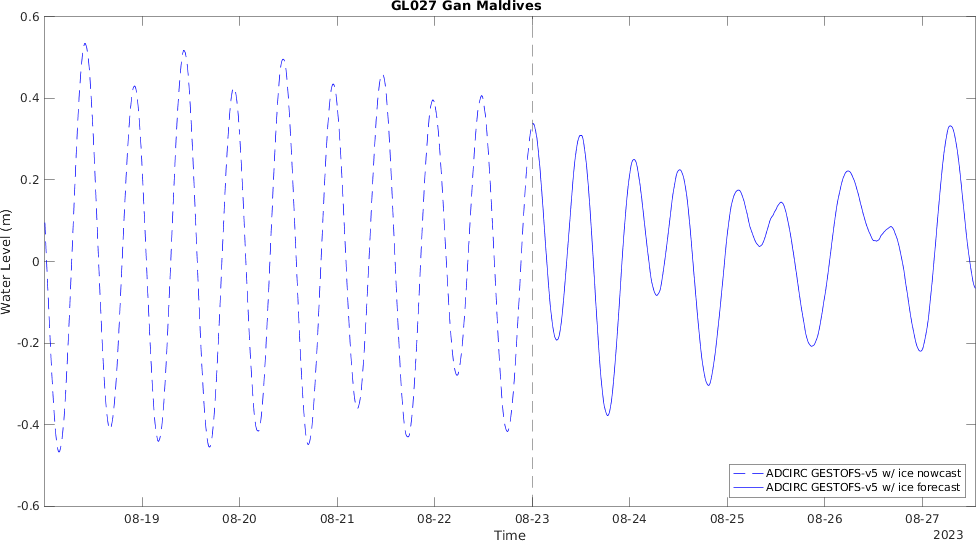 GL027 Gan Maldives
0.6
0.4
0.2
0
-0.2
-0.4
-0.6
Water Level (m)
08-19 08-20 08-21 08-22 08-23 08-24 08-25 08-26 08-27
Time
2023
ADCIRC GESTOFS-v5 w/ ice nowcast
ADCIRC GESTOFS-v5 w/ ice forecast